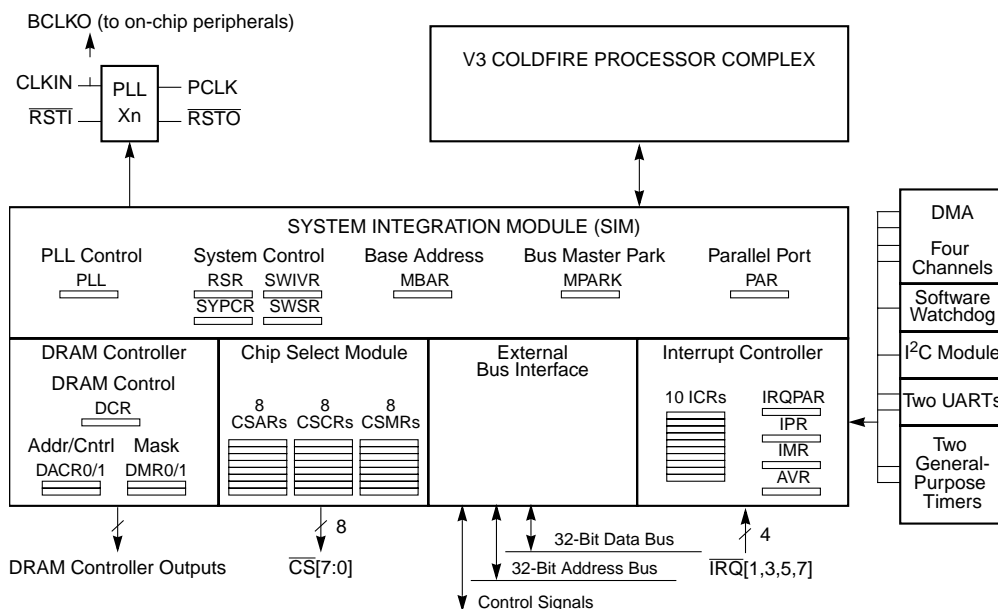 BCLKO (to on-chip peripherals)
CLKIN
PLL
PCLK
RSTI
Xn
RSTO
V3 COLDFIRE PROCESSOR COMPLEX
SYSTEM INTEGRATION MODULE (SIM)
PLL Control
PLL
System Control
RSR
SWIVR
SYPCR
SWSR
Base Address
MBAR
Bus Master Park
MPARK
Parallel Port
PAR
DRAM Controller
DRAM Control
DCR
Addr/Cntrl
Mask
DACR0/1
DMR0/1
Chip Select Module
8
CSARs
8
CSCRs
8
CSMRs
External
Bus Interface
Interrupt Controller
10 ICRs
IRQPAR
IPR
IMR
AVR
DMA
Four
Channels
Software
Watchdog
I2C Module
Two UARTs
Two
General-
Purpose
Timers
DRAM Controller Outputs
8
CS[7:0]
32-Bit Data Bus
32-Bit Address Bus
Control Signals
4
IRQ[1,3,5,7]